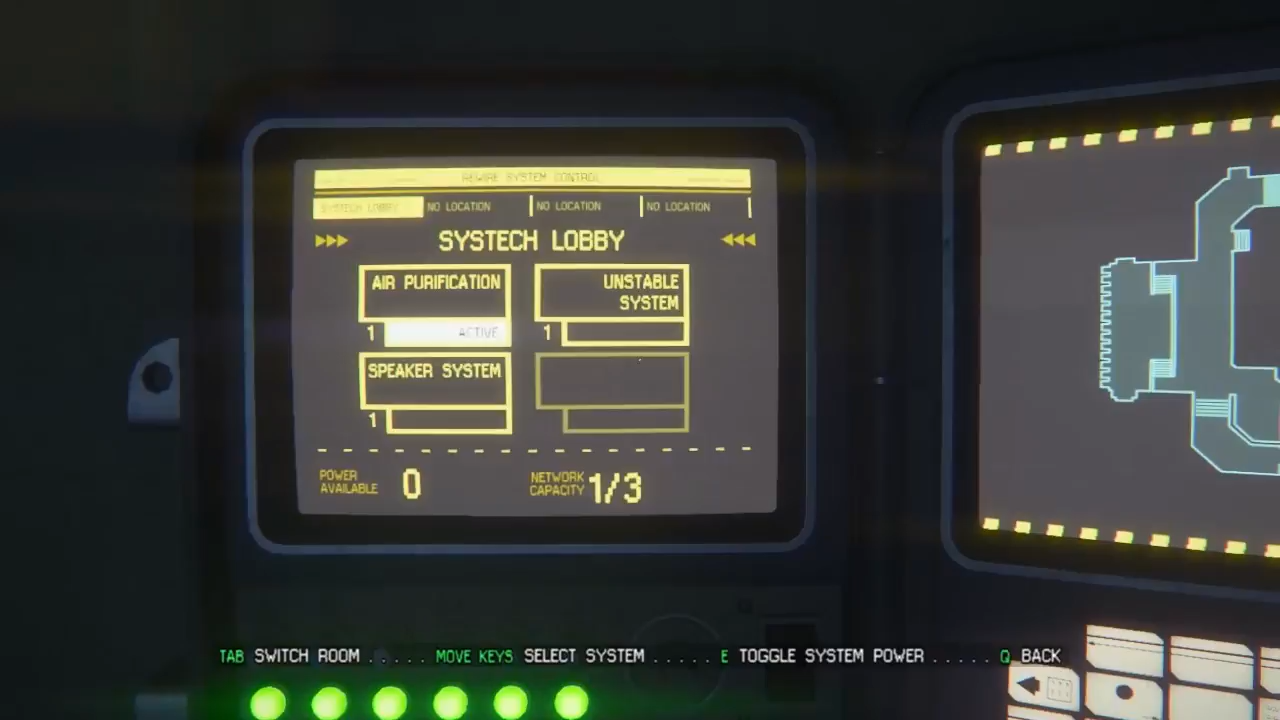 REWIRE SYSTEM CONTROL
SYSTECH LOBBY NO LOCATION NO LOCATION NO LOCATION
SYSTECH LOBBY
AIR PURIFICATION
1 ACTIVE
UNSTABLE
SYSTEM
1
SPEAKER SYSTEM
1
POWER
AVAILABLE
0
NETWORK
CAPACITY
1/3
TAB SWITCH ROOM ..... MOVE KEYS SELECT SYSTEM ..... E TOGGLE SYSTEM POWER ..... Q BACK